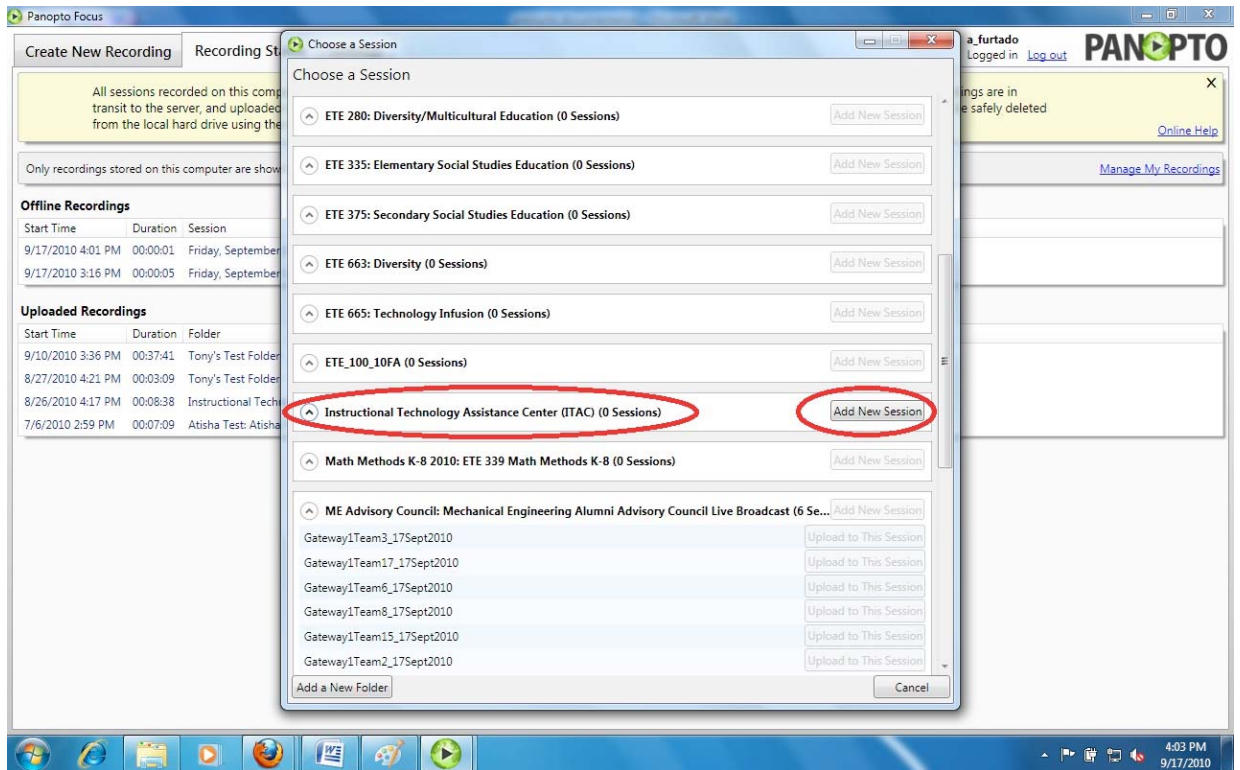 Panopto Focus
Create New Recording
Recording St
a_furtado
Logged in Log out
PANOPTO
All sessions recorded on this comp
transit to the server, and uploaded
from the local hard drive using the
ings are in
e safely deleted
X
Online Help
Only recordings stored on this computer are show
Manage My Recordings
Offline Recordings
Start Time Duration Session
9/17/2010 4:01 PM 00:00:01 Friday, September
9/17/2010 3:16 PM 00:00:05 Friday, September
Uploaded Recordings
Start Time Duration Folder
9/10/2010 3:36 PM 00:37:41 Tony's Test Folder
8/27/2010 4:21 PM 00:03:09 Tony's Test Folder
8/26/2010 4:17 PM 00:08:38 Instructional Techn
7/6/2010 2:59 PM 00:07:09 Atisha Test: Atisha
Choose a Session
Choose a Session
ETE 280: Diversity/Multicultural Education (0 Sessions) Add New Session
ETE 335: Elementary Social Studies Education (0 Sessions) Add New Session
ETE 375: Secondary Social Studies Education (0 Sessions) Add New Session
ETE 663: Diversity (0 Sessions) Add New Session
ETE 665: Technology Infusion (0 Sessions) Add New Session
ETE_100_10FA (0 Sessions) Add New Session
Instructional Technology Assistance Center (ITAC) (0 Sessions) Add New Session
Math Methods K-8 2010: ETE 339 Math Methods K-8 (0 Sessions) Add New Session
ME Advisory Council: Mechanical Engineering Alumni Advisory Council Live Broadcast (6 Se... Add New Session
Gateway1Team3_17Sept2010 Upload to This Session
Gateway1Team17_17Sept2010 Upload to This Session
Gateway1Team6_17Sept2010 Upload to This Session
Gateway1Team8_17Sept2010 Upload to This Session
Gateway1Team15_17Sept2010 Upload to This Session
Gateway1Team2_17Sept2010 Upload to This Session
Add a New Folder Cancel
4:03 PM
9/17/2010